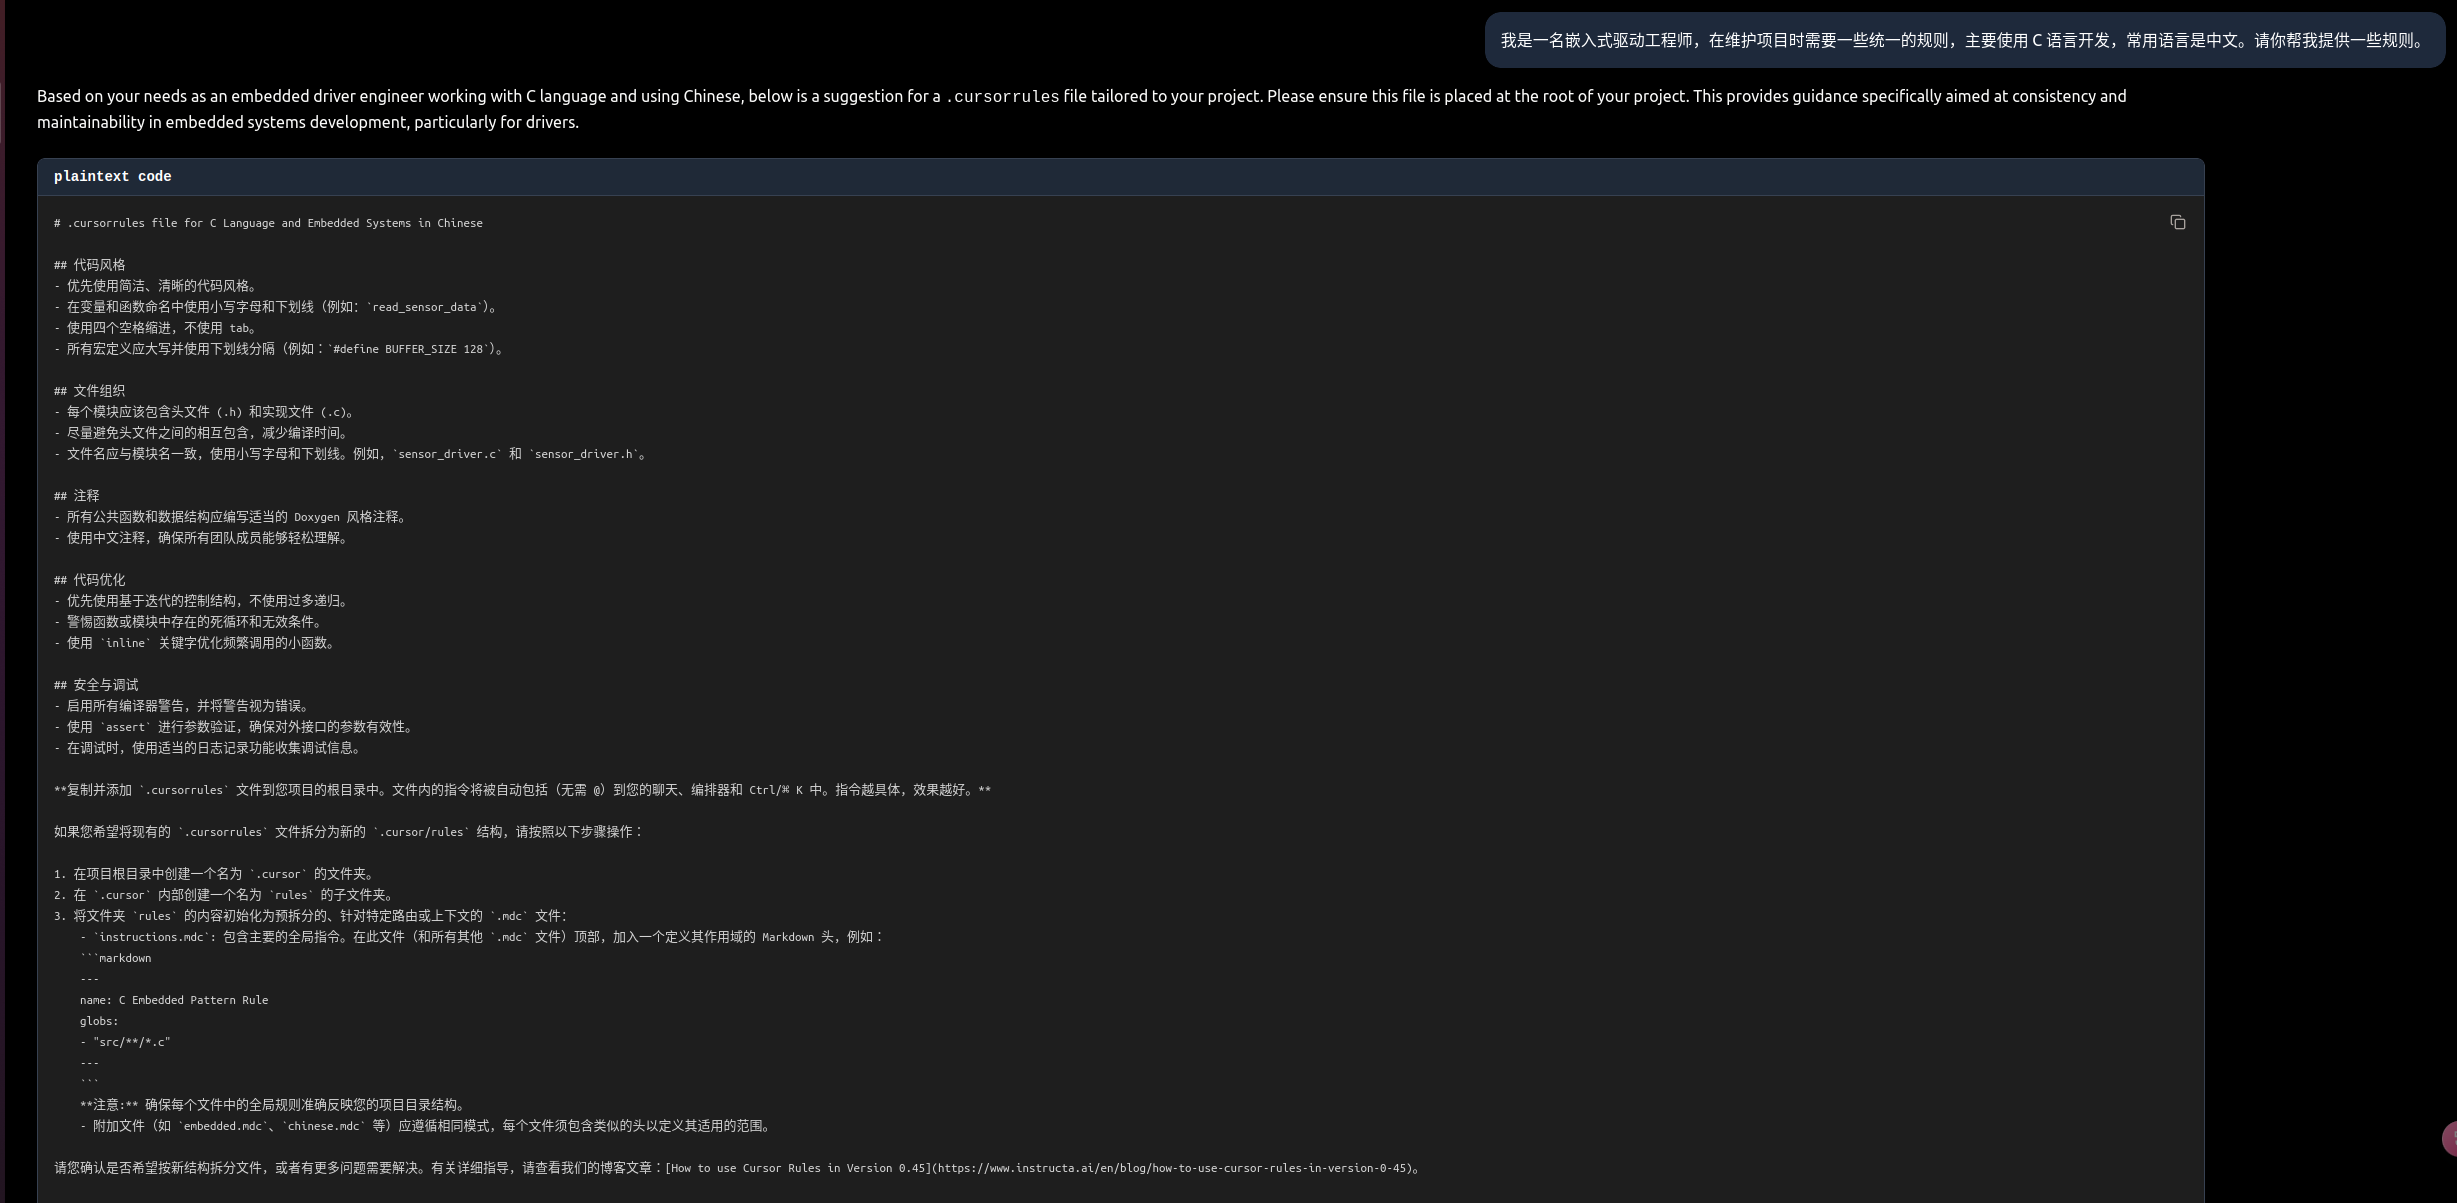 我是一名嵌入式驱动工程师，在维护项目时需要一些统一的规则，主要使用 C 语言开发，常用语言是中文。请你帮我提供一些规则。
Based on your needs as an embedded driver engineer working with C language and using Chinese, below is a suggestion for a .cursorrules file tailored to your project. Please ensure this file is placed at the root of your project. This provides guidance specifically aimed at consistency and
maintainability in embedded systems development, particularly for drivers.
plaintext code
# .cursorrules file for C Language and Embedded Systems in Chinese
## 代码风格
- 优先使用简洁、清晰的代码风格。
- 在变量和函数命名中使用小写字母和下划线（例如：`read_sensor_data`）。
- 使用四个空格缩进，不使用 tab。
- 所有宏定义应大写并使用下划线分隔（例如：`#define BUFFER_SIZE 128`）。
## 文件组织
- 每个模块应该包含头文件 (.h) 和实现文件 (.c)。
- 尽量避免头文件之间的相互包含，减少编译时间。
- 文件名应与模块名一致，使用小写字母和下划线。例如，`sensor_driver.c` 和 `sensor_driver.h`。
## 注释
- 所有公共函数和数据结构应编写适当的 Doxygen 风格注释。
- 使用中文注释，确保所有团队成员能够轻松理解。
## 代码优化
- 优先使用基于迭代的控制结构，不使用过多递归。
- 警惕函数或模块中存在的死循环和无效条件。
- 使用 `inline` 关键字优化频繁调用的小函数。
## 安全与调试
- 启用所有编译器警告，并将警告视为错误。
- 使用 `assert` 进行参数验证，确保对外接口的参数有效性。
- 在调试时，使用适当的日志记录功能收集调试信息。
**复制并添加 `.cursorrules` 文件到您项目的根目录中。文件内的指令将被自动包括（无需 @）到您的聊天、编排器和 Ctrl/⌘ K 中。指令越具体，效果越好。**
如果您希望将现有的 `.cursorrules` 文件拆分为新的 `.cursor/rules` 结构，请按照以下步骤操作：
1. 在项目根目录中创建一个名为 `.cursor` 的文件夹。
2. 在 `.cursor` 内部创建一个名为 `rules` 的子文件夹。
3. 将文件夹 `rules` 的内容初始化为预拆分的、针对特定路由或上下文的 `.mdc` 文件：
- `instructions.mdc`: 包含主要的全局指令。在此文件（和所有其他 `.mdc` 文件）顶部，加入一个定义其作用域的 Markdown 头，例如：
```markdown
---
name: C Embedded Pattern Rule
globs:
- "src/**/*.c"
---
```
**注意:** 确保每个文件中的全局规则准确反映您的项目目录结构。
- 附加文件（如 `embedded.mdc`、`chinese.mdc` 等）应遵循相同模式，每个文件须包含类似的头以定义其适用的范围。
请您确认是否希望按新结构拆分文件，或者有更多问题需要解决。有关详细指导，请查看我们的博客文章：[How to use Cursor Rules in Version 0.45](https://www.instructa.ai/en/blog/how-to-use-cursor-rules-in-version-0-45)。